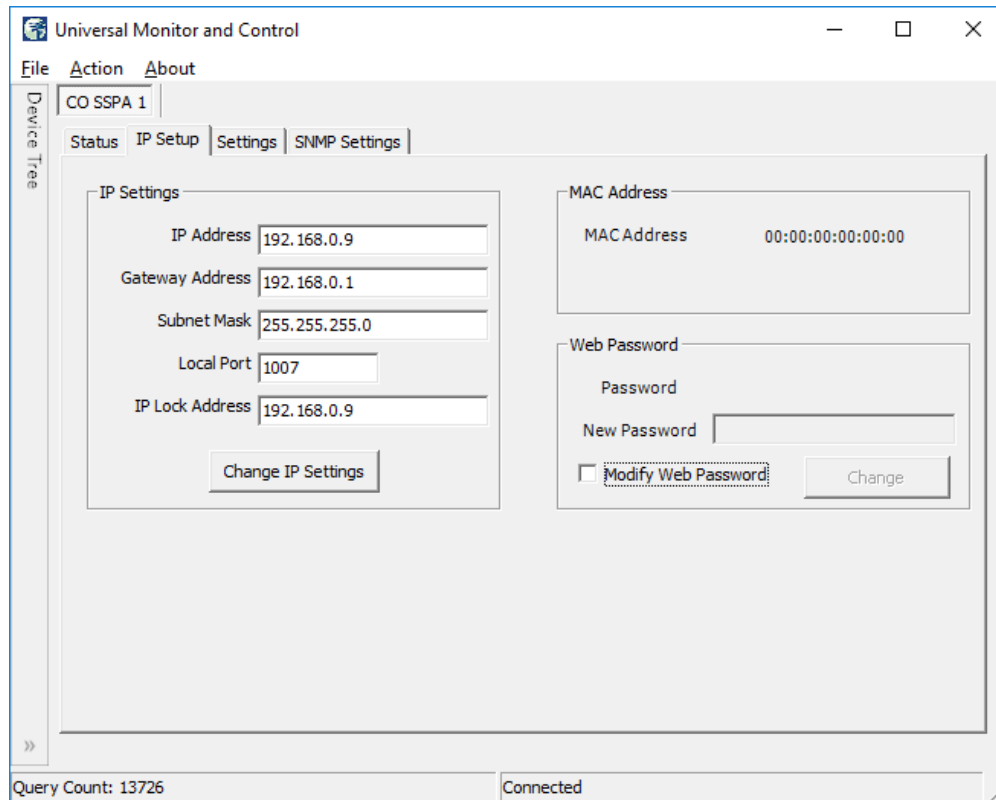 Universal Monitor and Control
File Action About
Device Tree
CO SSPA 1
Status IP Setup Settings SNMP Settings
IP Settings
IP Address 192.168.0.9
Gateway Address 192.168.0.1
Subnet Mask 255.255.255.0
Local Port 1007
IP Lock Address 192.168.0.9
Change IP Settings
MAC Address
MAC Address 00:00:00:00:00:00
Web Password
Password
New Password
Modify Web Password Change
»
Query Count: 13726 Connected